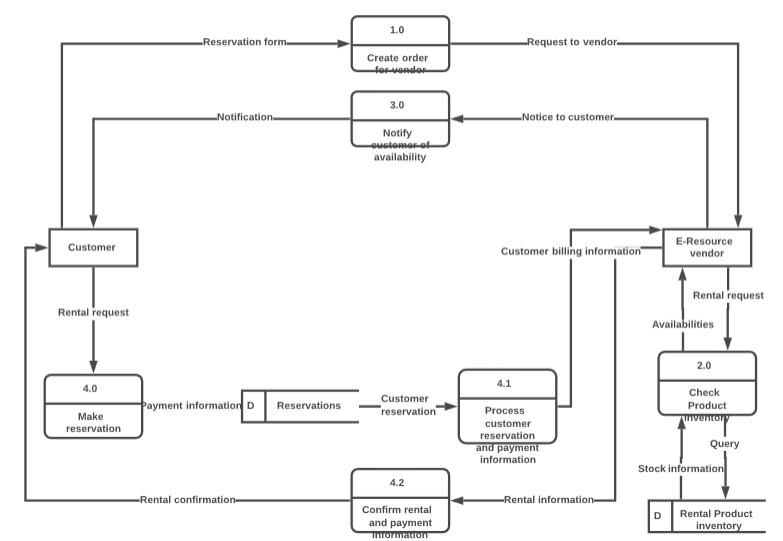 1.0
Reservation form
Request to vendor
Create order
for vendor
3.0
Notification
Notice to customer
Notify
customer of
availability
Customer
E-Resource
vendor
Customer billing information
Rental request
Rental request
Availabilities
2.0
Check
Product
inventory
4.0
Make
reservation
Payment information
D
Reservations
Customer
reservation
4.1
Process
customer
reservation
and payment
information
Query
Stock information
4.2
Rental confirmation
Rental information
Confirm rental
and payment
information
D
Rental Product
inventory